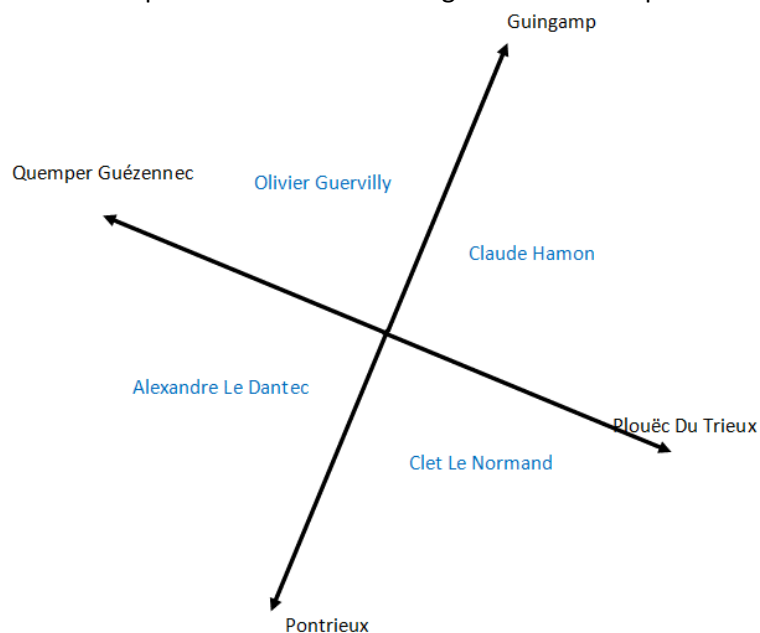 Guingamp
Quemper Guézennec
Olivier Guervilly
Claude Hamon
Alexandre Le Dantec
Plouëc Du Trieux
Clet Le Normand
Pontrieux